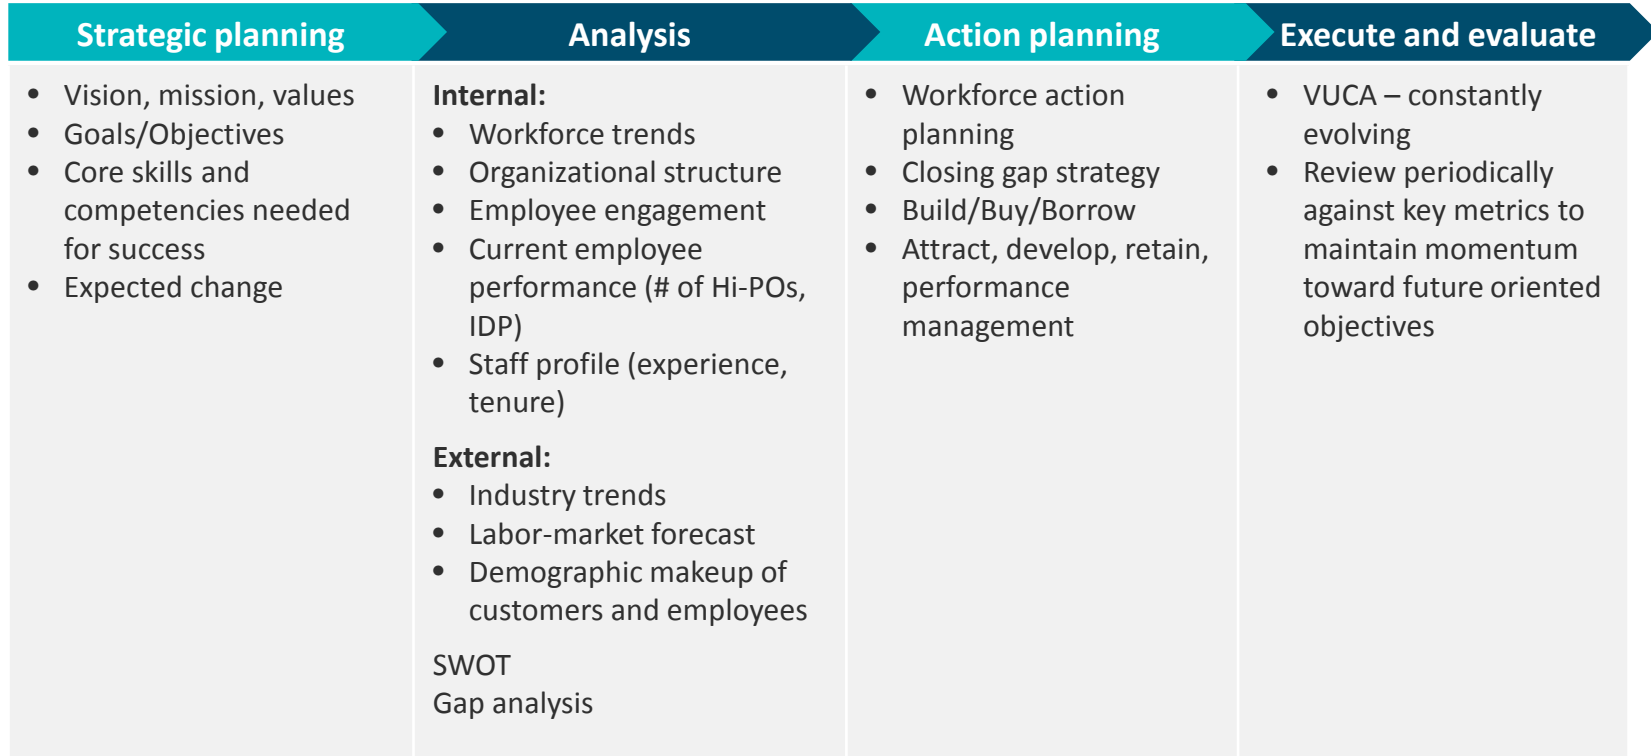 Strategic planning
• Vision, mission, values
• Goals/Objectives
• Core skills and
competencies needed
for success
• Expected change
Analysis
Internal:
• Workforce trends
• Organizational structure
• Employee engagement
• Current employee
performance (# of Hi-POs,
IDP)
• Staff profile (experience,
tenure)
External:
• Industry trends
• Labor-market forecast
• Demographic makeup of
customers and employees
SWOT
Gap analysis
Action planning
• Workforce action
planning
• Closing gap strategy
• Build/Buy/Borrow
• Attract, develop, retain,
performance
management
Execute and evaluate
• VUCA – constantly
evolving
• Review periodically
against key metrics to
maintain momentum
toward future oriented
objectives